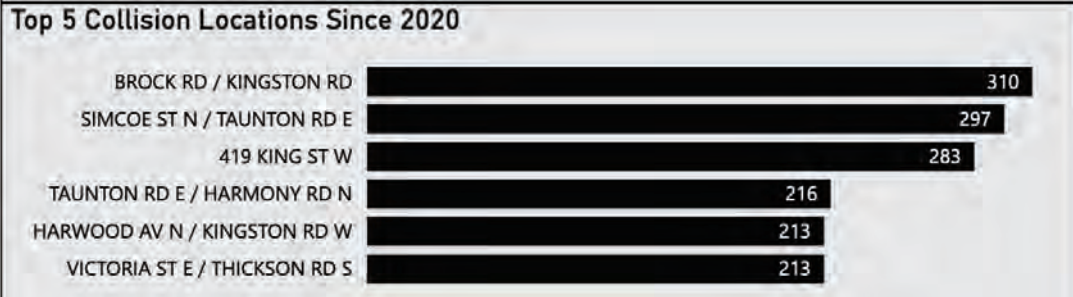 Top 5 Collision Locations Since 2020
BROCK RD / KINGSTON RD 310
SIMCOE ST N / TAUNTON RD E 297
419 KING ST W 283
TAUNTON RD E / HARMONY RD N 216
HARWOOD AV N / KINGSTON RD W 213
VICTORIA ST E / THICKSON RD S 213